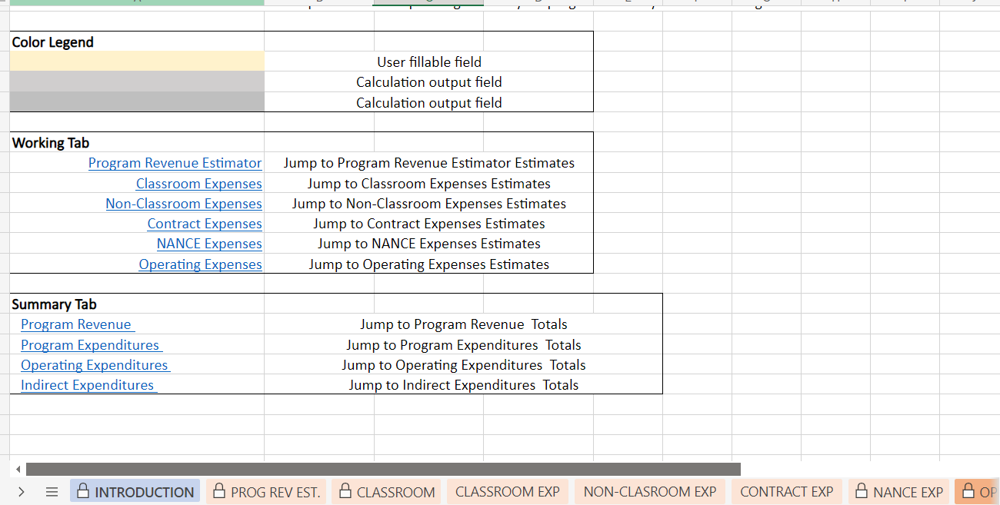 Color Legend
User fillable field
Calculation output field
Calculation output field
Working Tab
Program Revenue Estimator Jump to Program Revenue Estimator Estimates
Classroom Expenses Jump to Classroom Expenses Estimates
Non-Classroom Expenses Jump to Non-Classroom Expenses Estimates
Contract Expenses Jump to Contract Expenses Estimates
NANCE Expenses Jump to NANCE Expenses Estimates
Operating Expenses Jump to Operating Expenses Estimates
Summary Tab
Program Revenue Jump to Program Revenue  Totals
Program Expenditures Jump to Program Expenditures  Totals
Operating Expenditures Jump to Operating Expenditures  Totals
Indirect Expenditures Jump to Indirect Expenditures  Totals
INTRODUCTION PROG REV EST. CLASSROOM CLASSROOM EXP NON-CLASROOM EXP CONTRACT EXP NANCE EXP OP